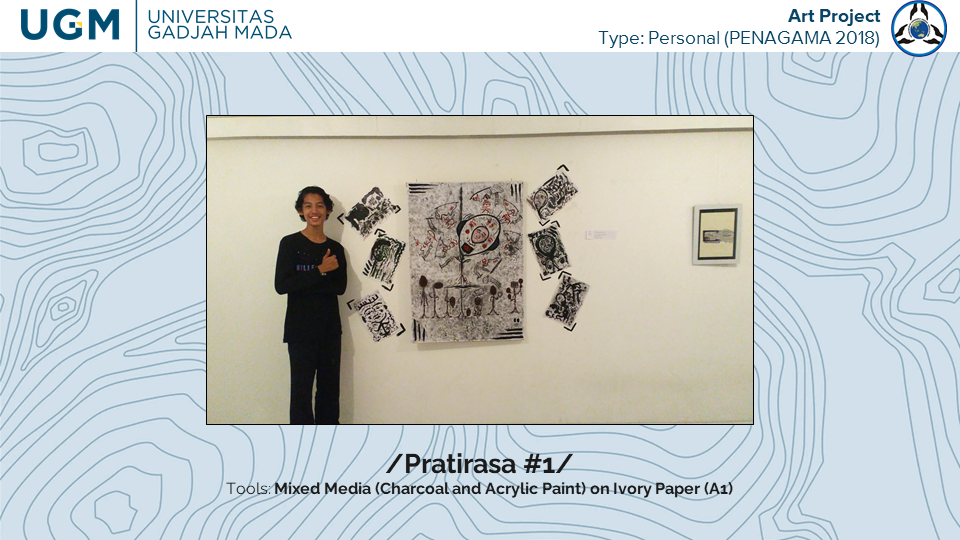 UGM
UNIVERSITAS
GADJAH MADA
Art Project
Type: Personal (PENAGAMA 2018)
/Pratirasa #1/
Tools: Mixed Media (Charcoal and Acrylic Paint) on Ivory Paper (A1)